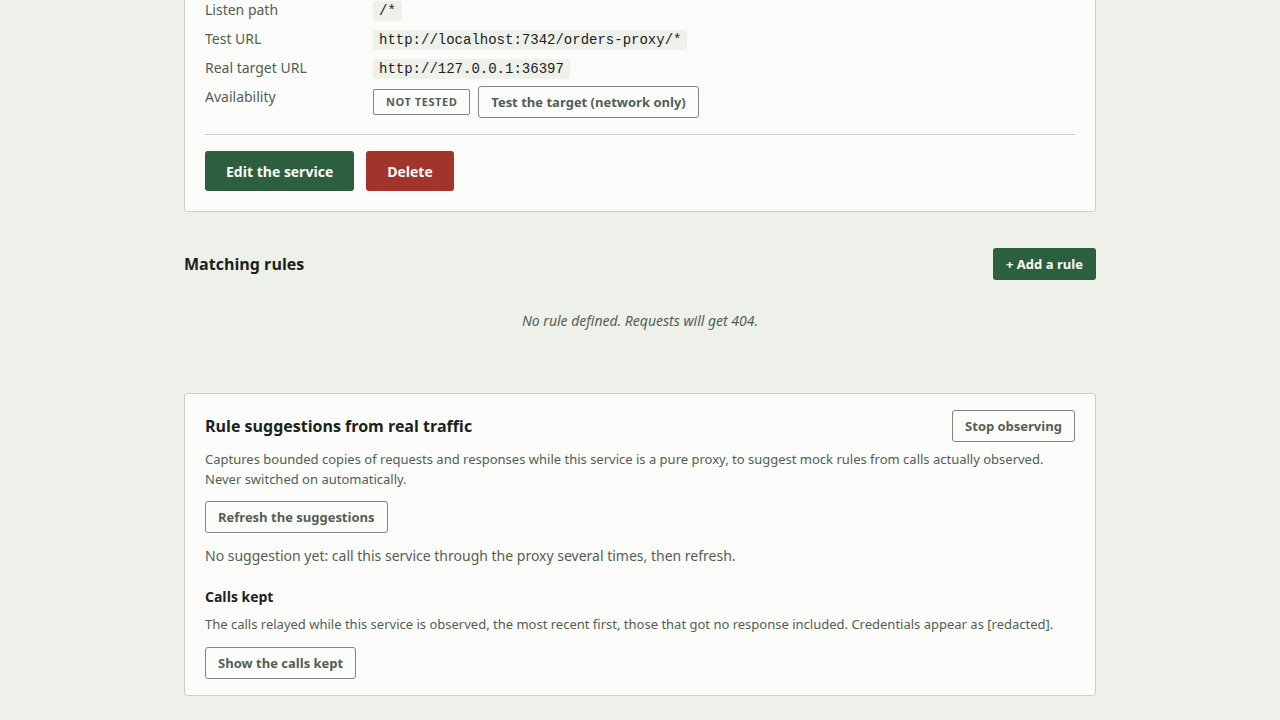 Listen path /*
Test URL http://localhost:7342/orders-proxy/*
Real target URL http://127.0.0.1:36397
Availability NOT TESTED Test the target (network only)
Edit the service Delete
Matching rules + Add a rule
No rule defined. Requests will get 404.
Rule suggestions from real traffic Stop observing
Captures bounded copies of requests and responses while this service is a pure proxy, to suggest mock rules from calls actually observed.
Never switched on automatically.
Refresh the suggestions
No suggestion yet: call this service through the proxy several times, then refresh.
Calls kept
The calls relayed while this service is observed, the most recent first, those that got no response included. Credentials appear as [redacted].
Show the calls kept